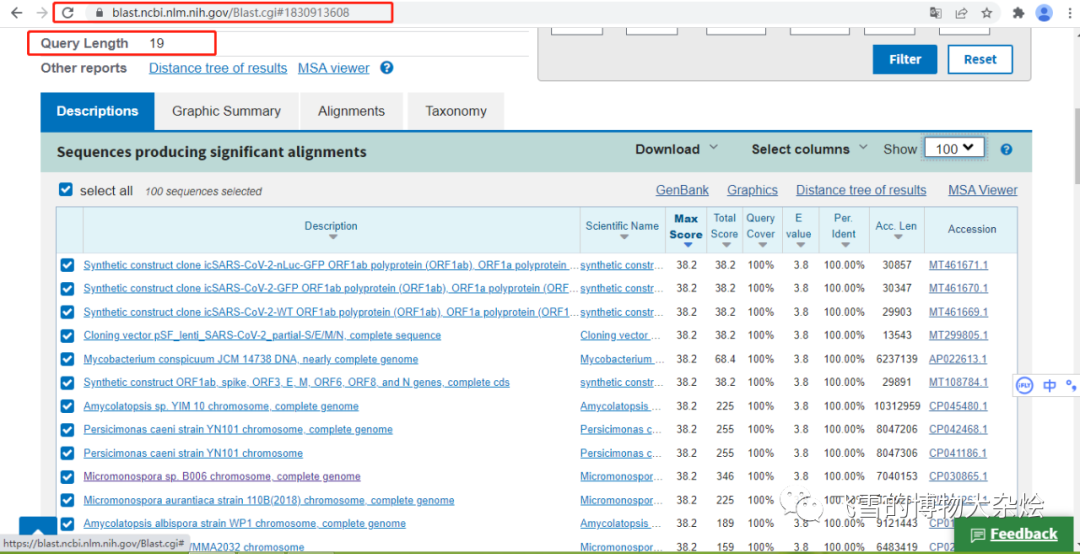 blast.ncbi.nlm.nih.gov/Blast.cgi#1830913608
Query Length 19
Other reports Distance tree of results MSA viewer ?
Filter Reset
Descriptions Graphic Summary Alignments Taxonomy
Sequences producing significant alignments Download Select columns Show 100 ?
select all 100 sequences selected GenBank Graphics Distance tree of results MSA Viewer
Description Scientific Name Max Score Total Score Query Cover E value Per. Ident Acc. Len Accession
Synthetic construct clone icSARS-CoV-2-nLuc-GFP ORF1ab polyprotein (ORF1ab), ORF1a polyprotein ... synthetic constr... 38.2 38.2 100% 3.8 100.00% 30857 MT461671.1
Synthetic construct clone icSARS-CoV-2-GFP ORF1ab polyprotein (ORF1ab), ORF1a polyprotein (ORF... synthetic constr... 38.2 38.2 100% 3.8 100.00% 30347 MT461670.1
Synthetic construct clone icSARS-CoV-2-WT ORF1ab polyprotein (ORF1ab), ORF1a polyprotein (ORF1... synthetic constr... 38.2 38.2 100% 3.8 100.00% 29903 MT461669.1
Cloning vector pSF_lenti_SARS-CoV-2_partial-S/E/M/N, complete sequence Cloning vector ... 38.2 38.2 100% 3.8 100.00% 13543 MT299805.1
Mycobacterium conspicuum JCM 14738 DNA, nearly complete genome Mycobacterium ... 38.2 68.4 100% 3.8 100.00% 6237139 AP022613.1
Synthetic construct ORF1ab, spike, ORF3, E, M, ORF6, ORF8, and N genes, complete cds synthetic constr... 38.2 38.2 100% 3.8 100.00% 29891 MT108784.1
Amycolatopsis sp. YIM 10 chromosome, complete genome Amycolatopsis ... 38.2 225 100% 3.8 100.00% 10312959 CP045480.1
Persicimonas caeni strain YN101 chromosome, complete genome Persicimonas c... 38.2 255 100% 3.8 100.00% 8047206 CP042468.1
Persicimonas caeni strain YN101 chromosome Persicimonas c... 38.2 255 100% 3.8 100.00% 8047306 CP041186.1
Micromonospora sp. B006 chromosome, complete genome Micromonospor... 38.2 346 100% 3.8 100.00% 7040153 CP030865.1
Micromonospora aurantiaca strain 110B(2018) chromosome, complete genome Micromonospor... 38.2 225 100% 3.8 100.00%
飞雪的博物大杂烩
Amycolatopsis albispora strain WP1 chromosome, complete genome Amycolatopsis ... 38.2 189 100% 3.8 100.00% 9121443
Feedback
https://blast.ncbi.nlm.nih.gov/Blast.cgi# /MMA2032 chromosome Micromonospor... 38.2 159 100% 3.8 100.00% 6483419
iFLY 中